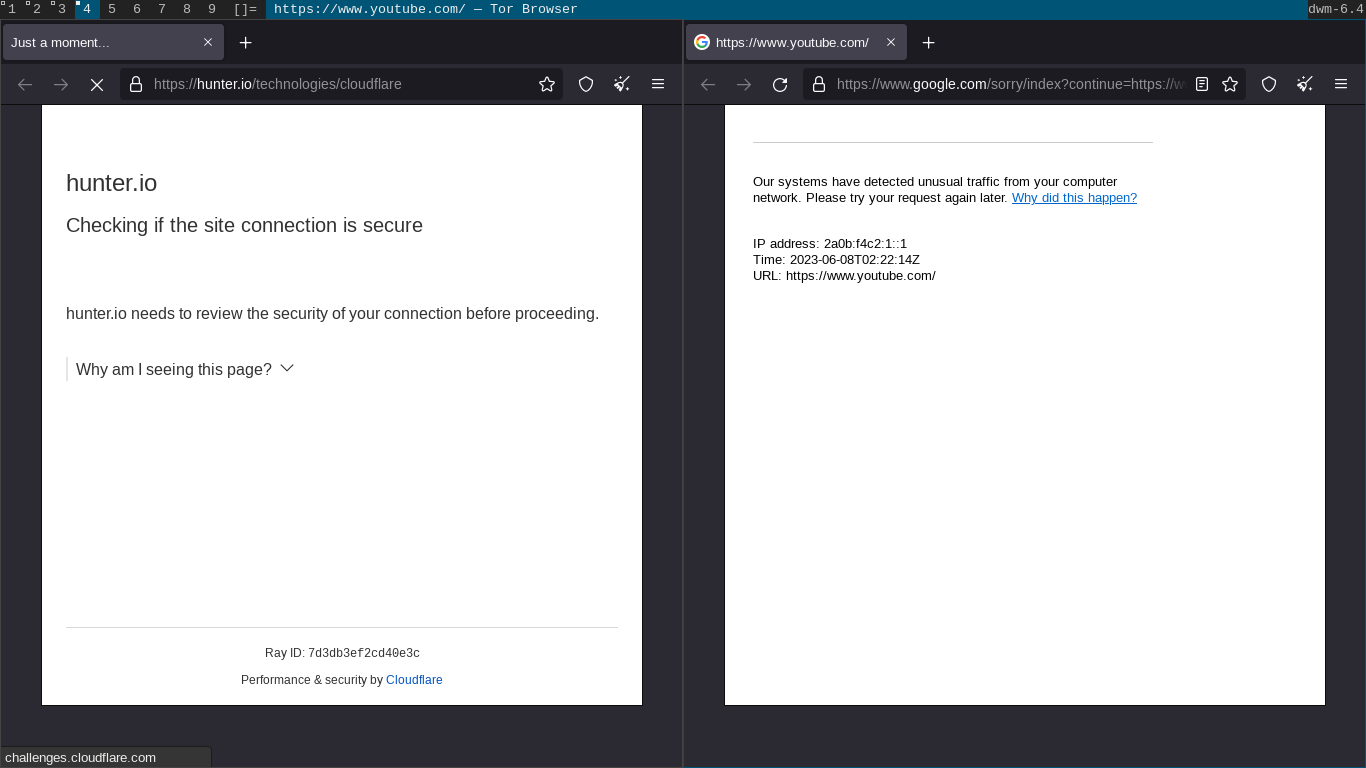 1 2 3 4 5 6 7 8 9 []= https://www.youtube.com/ — Tor Browser dwm-6.4
Just a moment...
https://hunter.io/technologies/cloudflare
hunter.io
Checking if the site connection is secure
hunter.io needs to review the security of your connection before proceeding.
Why am I seeing this page?
Ray ID: 7d3db3ef2cd40e3c
Performance & security by Cloudflare
challenges.cloudflare.com
https://www.youtube.com/
https://www.google.com/sorry/index?continue=https://
Our systems have detected unusual traffic from your computer
network. Please try your request again later. Why did this happen?
IP address: 2a0b:f4c2:1::1
Time: 2023-06-08T02:22:14Z
URL: https://www.youtube.com/